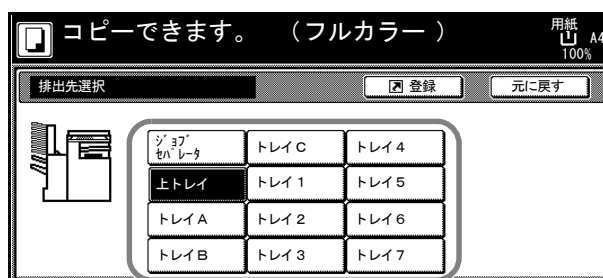 コピーできます。 （フルカラー） 用紙
A4
100%
排出先選択 登録 元に戻す
ジョブ
セパレータ トレイC トレイ4
上トレイ トレイ1 トレイ5
トレイA トレイ2 トレイ6
トレイB トレイ3 トレイ7